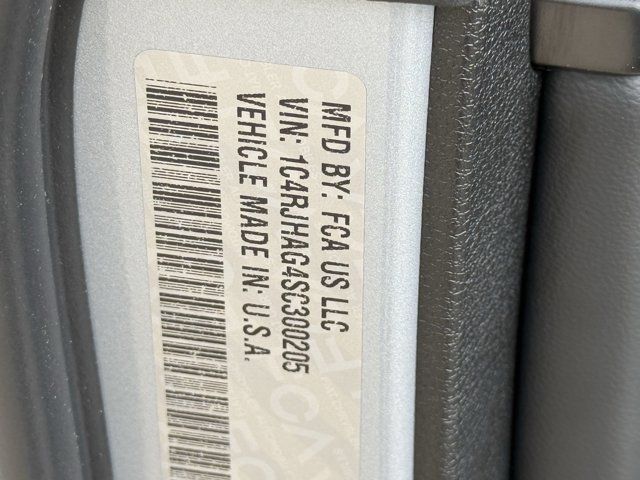 MFD BY: FCA US LLC
VIN: 1C4RJHAG4SC300205
VEHICLE MADE IN: U.S.A.